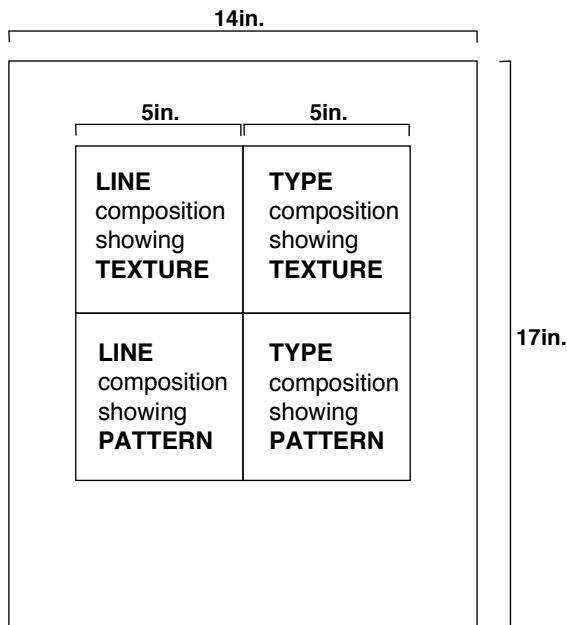 14in.
5in.
5in.
LINE
composition
showing
TEXTURE
TYPE
composition
showing
TEXTURE
17in.
LINE
composition
showing
PATTERN
TYPE
composition
showing
PATTERN